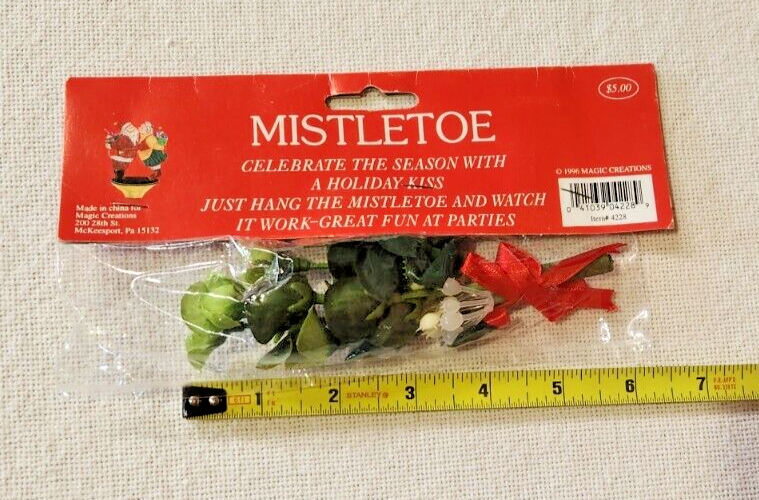 $5.00
MISTLETOE
CELEBRATE THE SEASON WITH
A HOLIDAY KISS
JUST HANG THE MISTLETOE AND WATCH
IT WORK-GREAT FUN AT PARTIES
Made in china for
Magic Creations
200 28th St.
McKeesport, Pa 15132
© 1996 MAGIC CREATIONS
0 41039 04228 9
Item# 4228
1 2 STANLEY® 3 4 5 6 7